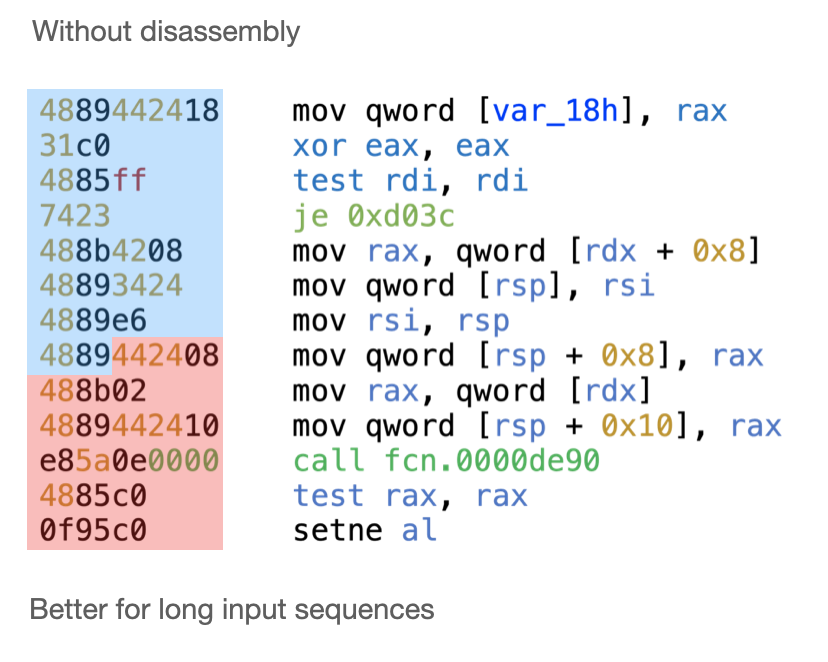 Without disassembly
4889442418 mov qword [var_18h], rax
31c0 xor eax, eax
4885ff test rdi, rdi
7423 je 0xd03c
488b4208 mov rax, qword [rdx + 0x8]
48893424 mov qword [rsp], rsi
4889e6 mov rsi, rsp
4889442408 mov qword [rsp + 0x8], rax
488b02 mov rax, qword [rdx]
4889442410 mov qword [rsp + 0x10], rax
e85a0e0000 call fcn.0000de90
4885c0 test rax, rax
0f95c0 setne al
Better for long input sequences